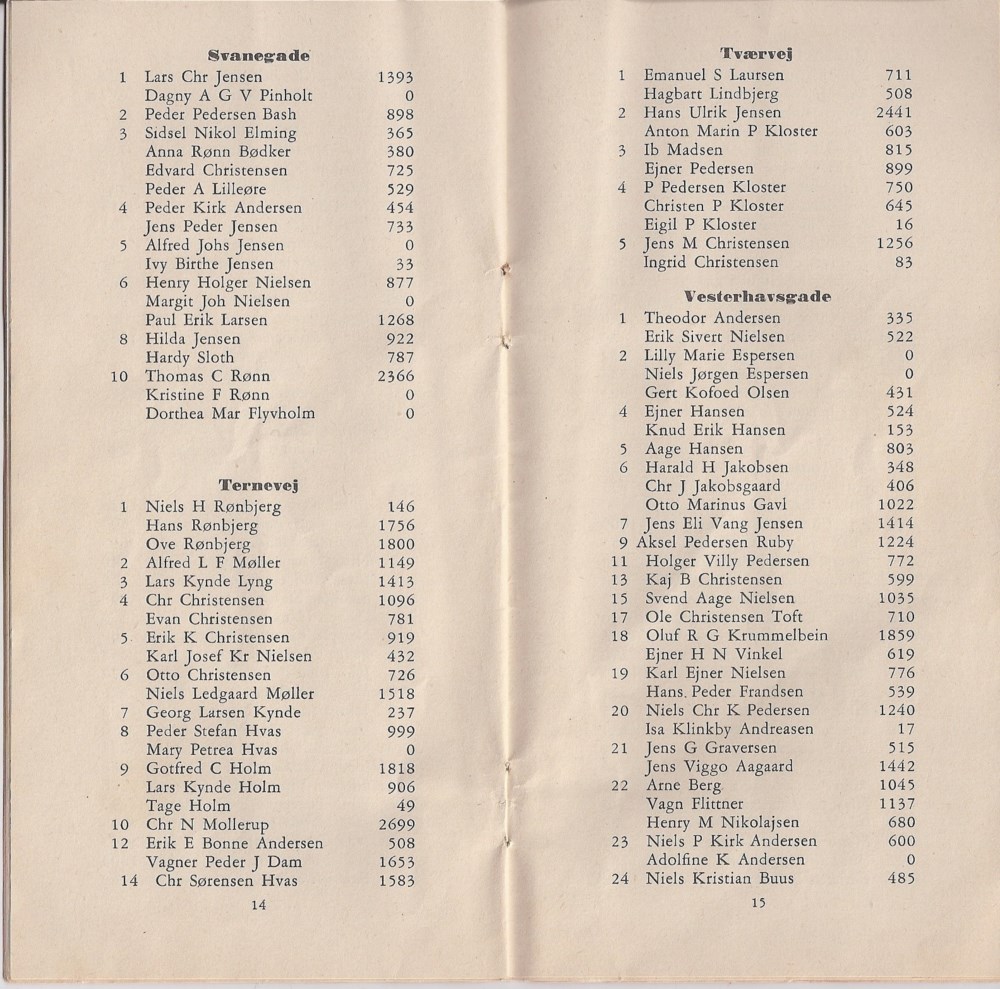 Svanegade
1 Lars Chr Jensen 1393
Dagny A G V Pinholt 0
2 Peder Pedersen Bash 898
3 Sidsel Nikol Elming 365
Anna Rønn Bødker 380
Edvard Christensen 725
Peder A Lilleøre 529
4 Peder Kirk Andersen 454
Jens Peder Jensen 733
5 Alfred Johs Jensen 0
Ivy Birthe Jensen 33
6 Henry Holger Nielsen 877
Margit Joh Nielsen 0
Paul Erik Larsen 1268
8 Hilda Jensen 922
Hardy Sloth 787
10 Thomas C Rønn 2366
Kristine F Rønn 0
Dorthea Mar Flyvholm 0
Ternevej
1 Niels H Rønbjerg 146
Hans Rønbjerg 1756
Ove Rønbjerg 1800
2 Alfred L F Møller 1149
3 Lars Kynde Lyng 1413
4 Chr Christensen 1096
Evan Christensen 781
5 Erik K Christensen 919
Karl Josef Kr Nielsen 432
6 Otto Christensen 726
Niels Ledgaard Møller 1518
7 Georg Larsen Kynde 237
8 Peder Stefan Hvas 999
Mary Petrea Hvas 0
9 Gotfred C Holm 1818
Lars Kynde Holm 906
Tage Holm 49
10 Chr N Mollerup 2699
12 Erik E Bonne Andersen 508
Vagner Peder J Dam 1653
14 Chr Sørensen Hvas 1583
14
Tværvej
1 Emanuel S Laursen 711
Hagbart Lindbjerg 508
2 Hans Ulrik Jensen 2441
Anton Marin P Kloster 603
3 Ib Madsen 815
Ejner Pedersen 899
4 P Pedersen Kloster 750
Christen P Kloster 645
Eigil P Kloster 16
5 Jens M Christensen 1256
Ingrid Christensen 83
Vesterhavsgade
1 Theodor Andersen 335
Erik Sivert Nielsen 522
2 Lilly Marie Espersen 0
Niels Jørgen Espersen 0
Gert Kofoed Olsen 431
4 Ejner Hansen 524
Knud Erik Hansen 153
5 Aage Hansen 803
6 Harald H Jakobsen 348
Chr J Jakobsgaard 406
Otto Marinus Gavl 1022
7 Jens Eli Vang Jensen 1414
9 Aksel Pedersen Ruby 1224
11 Holger Villy Pedersen 772
13 Kaj B Christensen 599
15 Svend Aage Nielsen 1035
17 Ole Christensen Toft 710
18 Oluf R G Krummelbein 1859
Ejner H N Vinkel 619
19 Karl Ejner Nielsen 776
Hans. Peder Frandsen 539
20 Niels Chr K Pedersen 1240
Isa Klinkby Andreasen 17
21 Jens G Graversen 515
Jens Viggo Aagaard 1442
22 Arne Berg 1045
Vagn Flittner 1137
Henry M Nikolajsen 680
23 Niels P Kirk Andersen 600
Adolfine K Andersen 0
24 Niels Kristian Buus 485
15